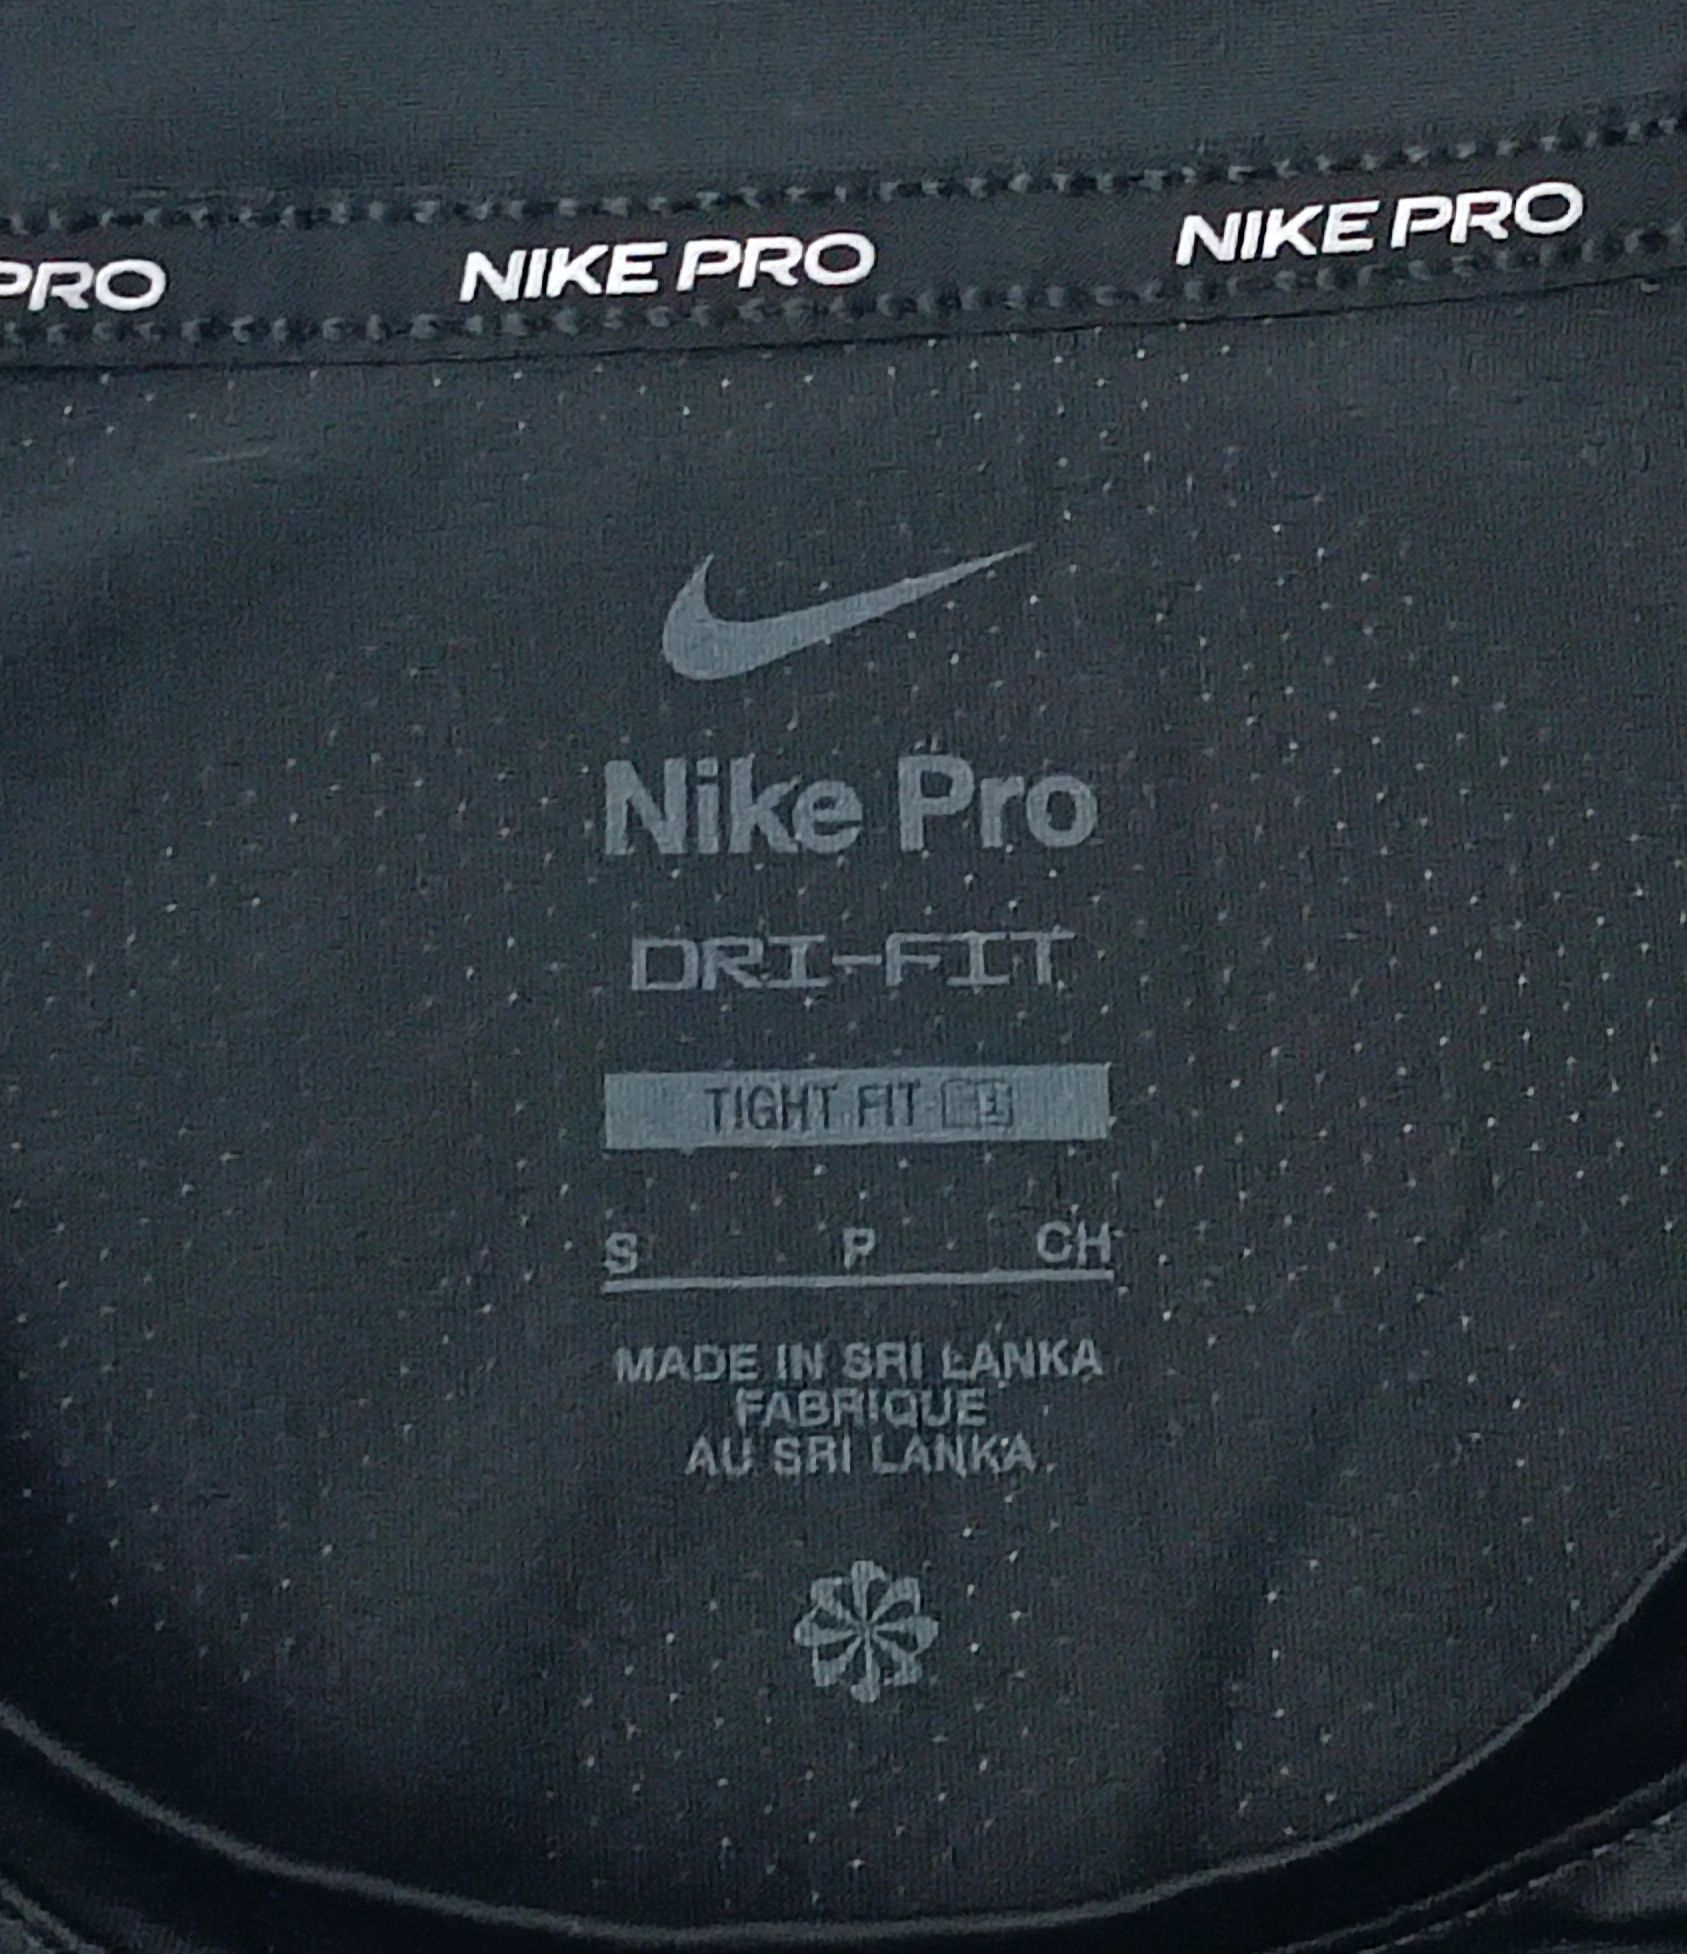 PRO NIKE PRO NIKE PRO
Nike Pro
DRI-FIT
TIGHT FIT
S P CH
MADE IN SRI LANKA
FABRIQUE
AU SRI LANKA